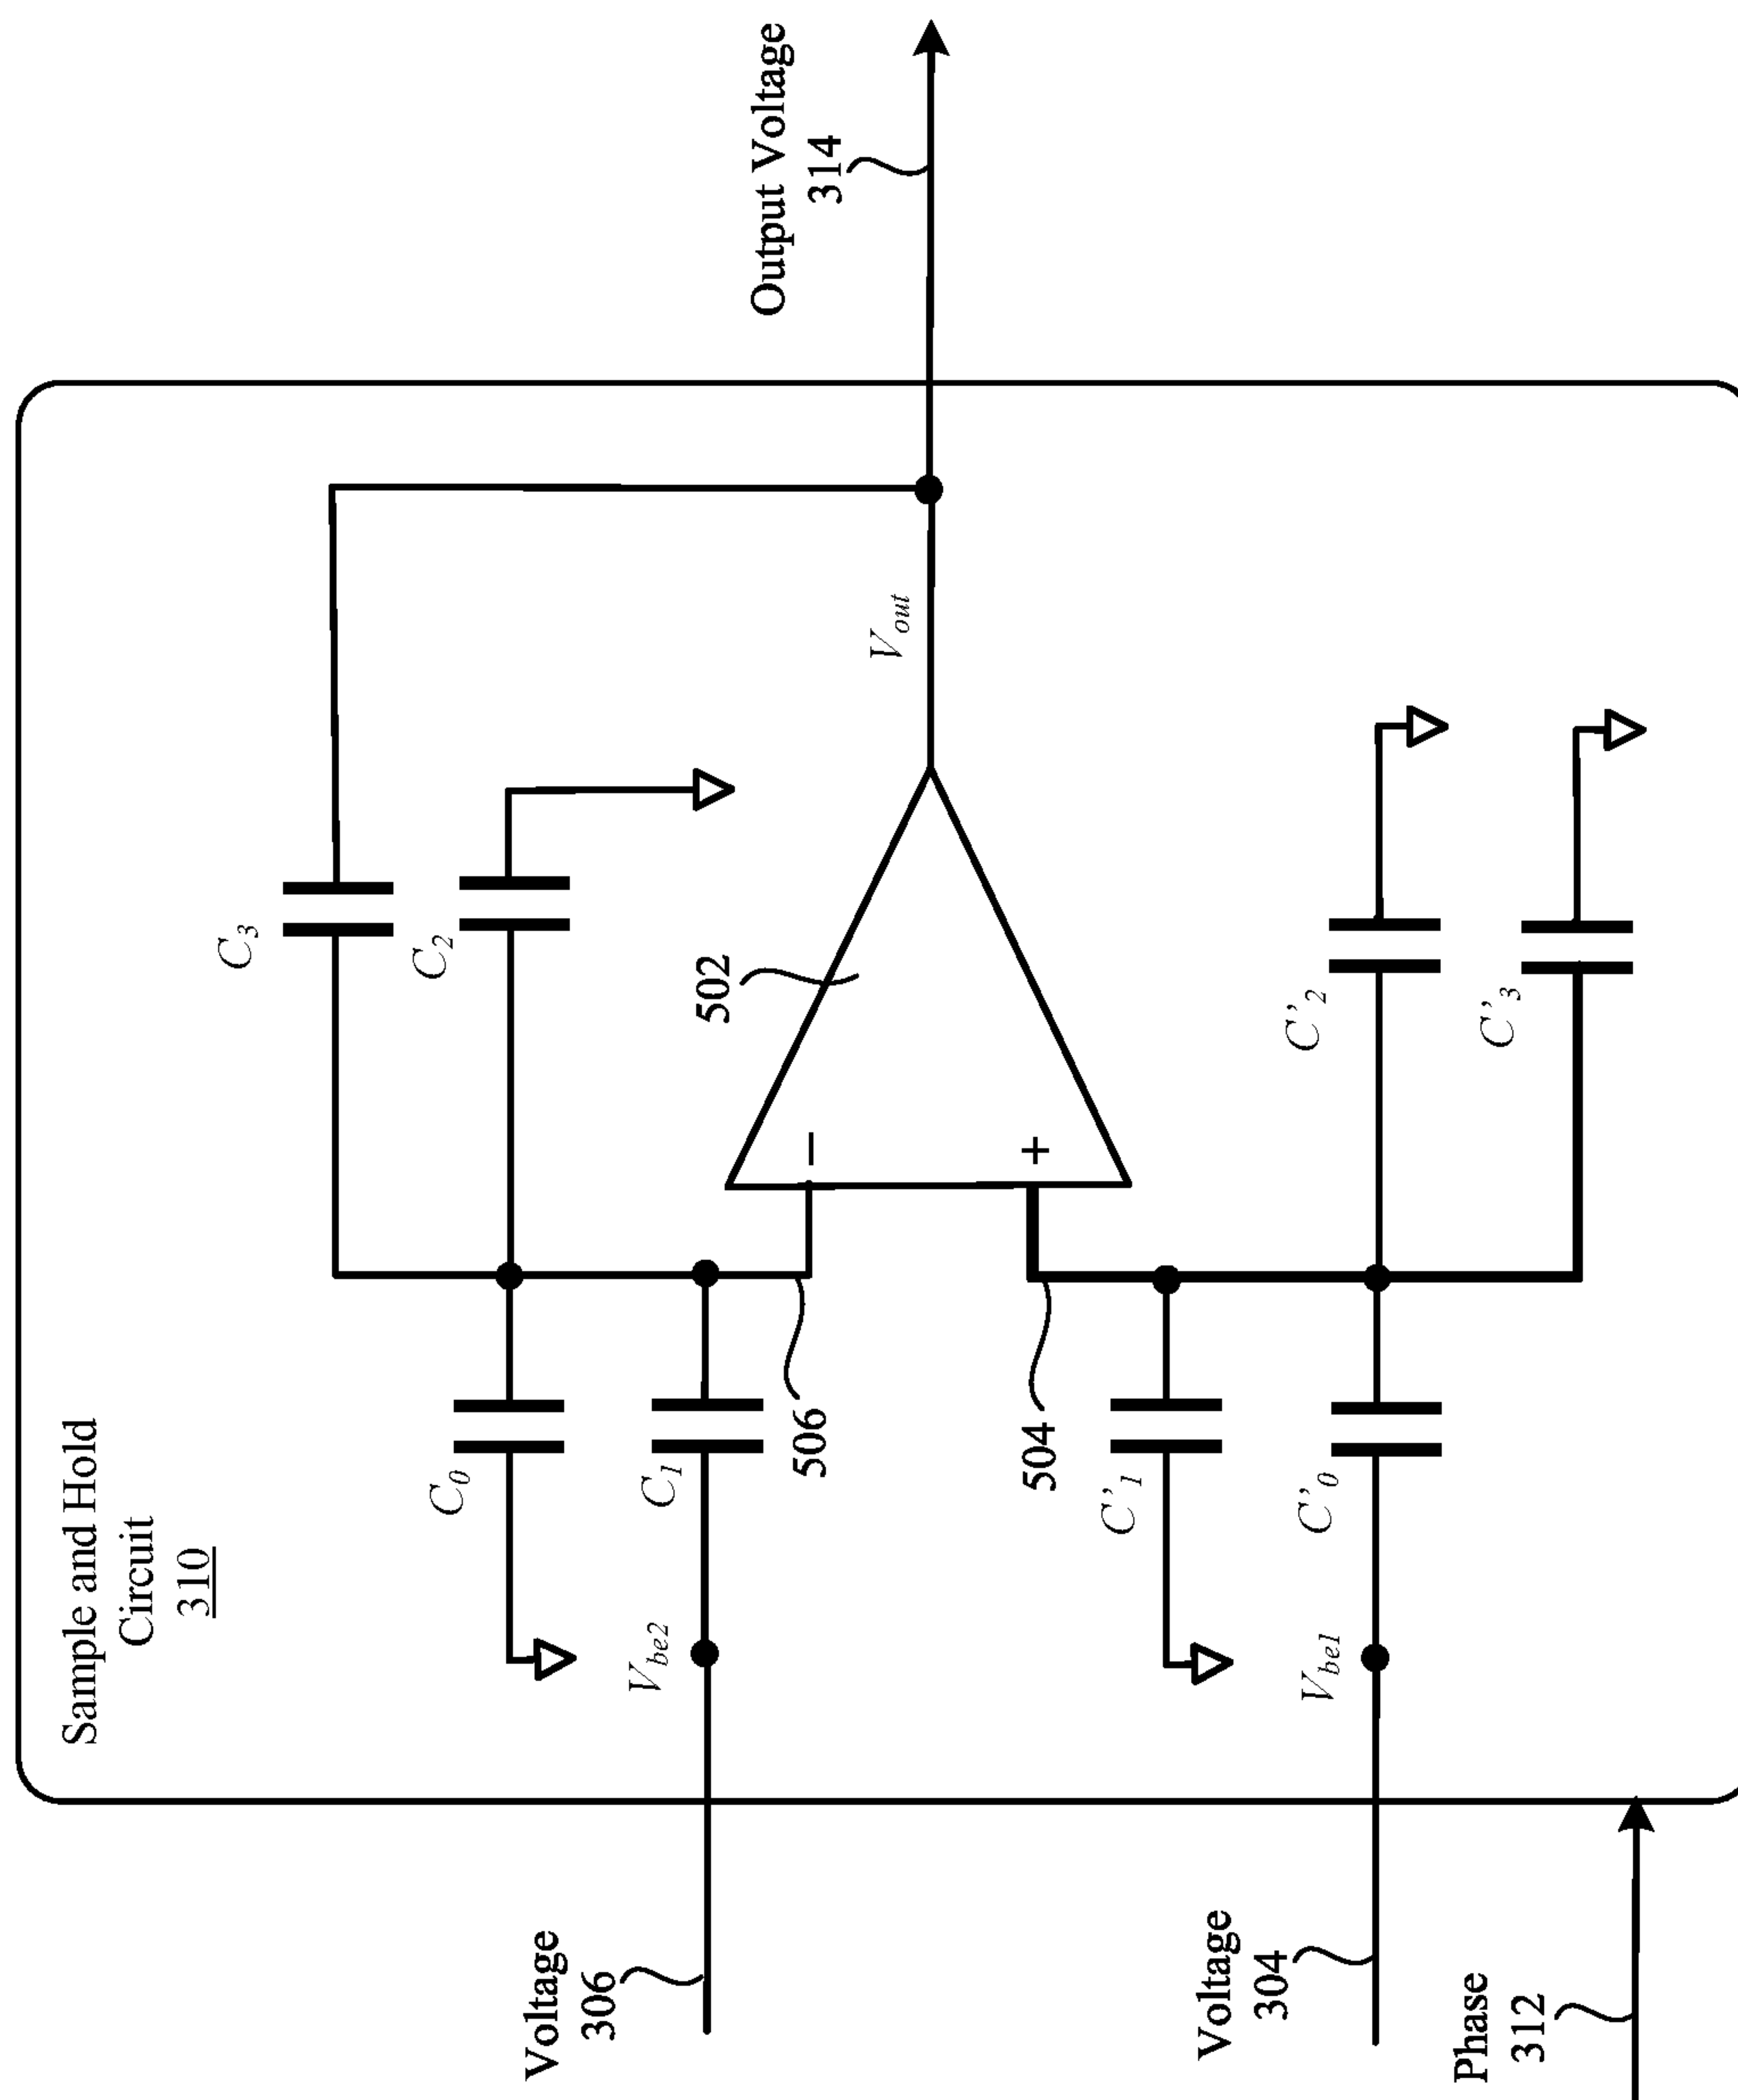 Sample and Hold
Circuit
310
C3
C2
C0
C1
Vbe2
Voltage
306
506
502
−
+
Vout
Output Voltage
314
504
C'1
C'0
Vbe1
C'2
C'3
Voltage
304
Phase
312